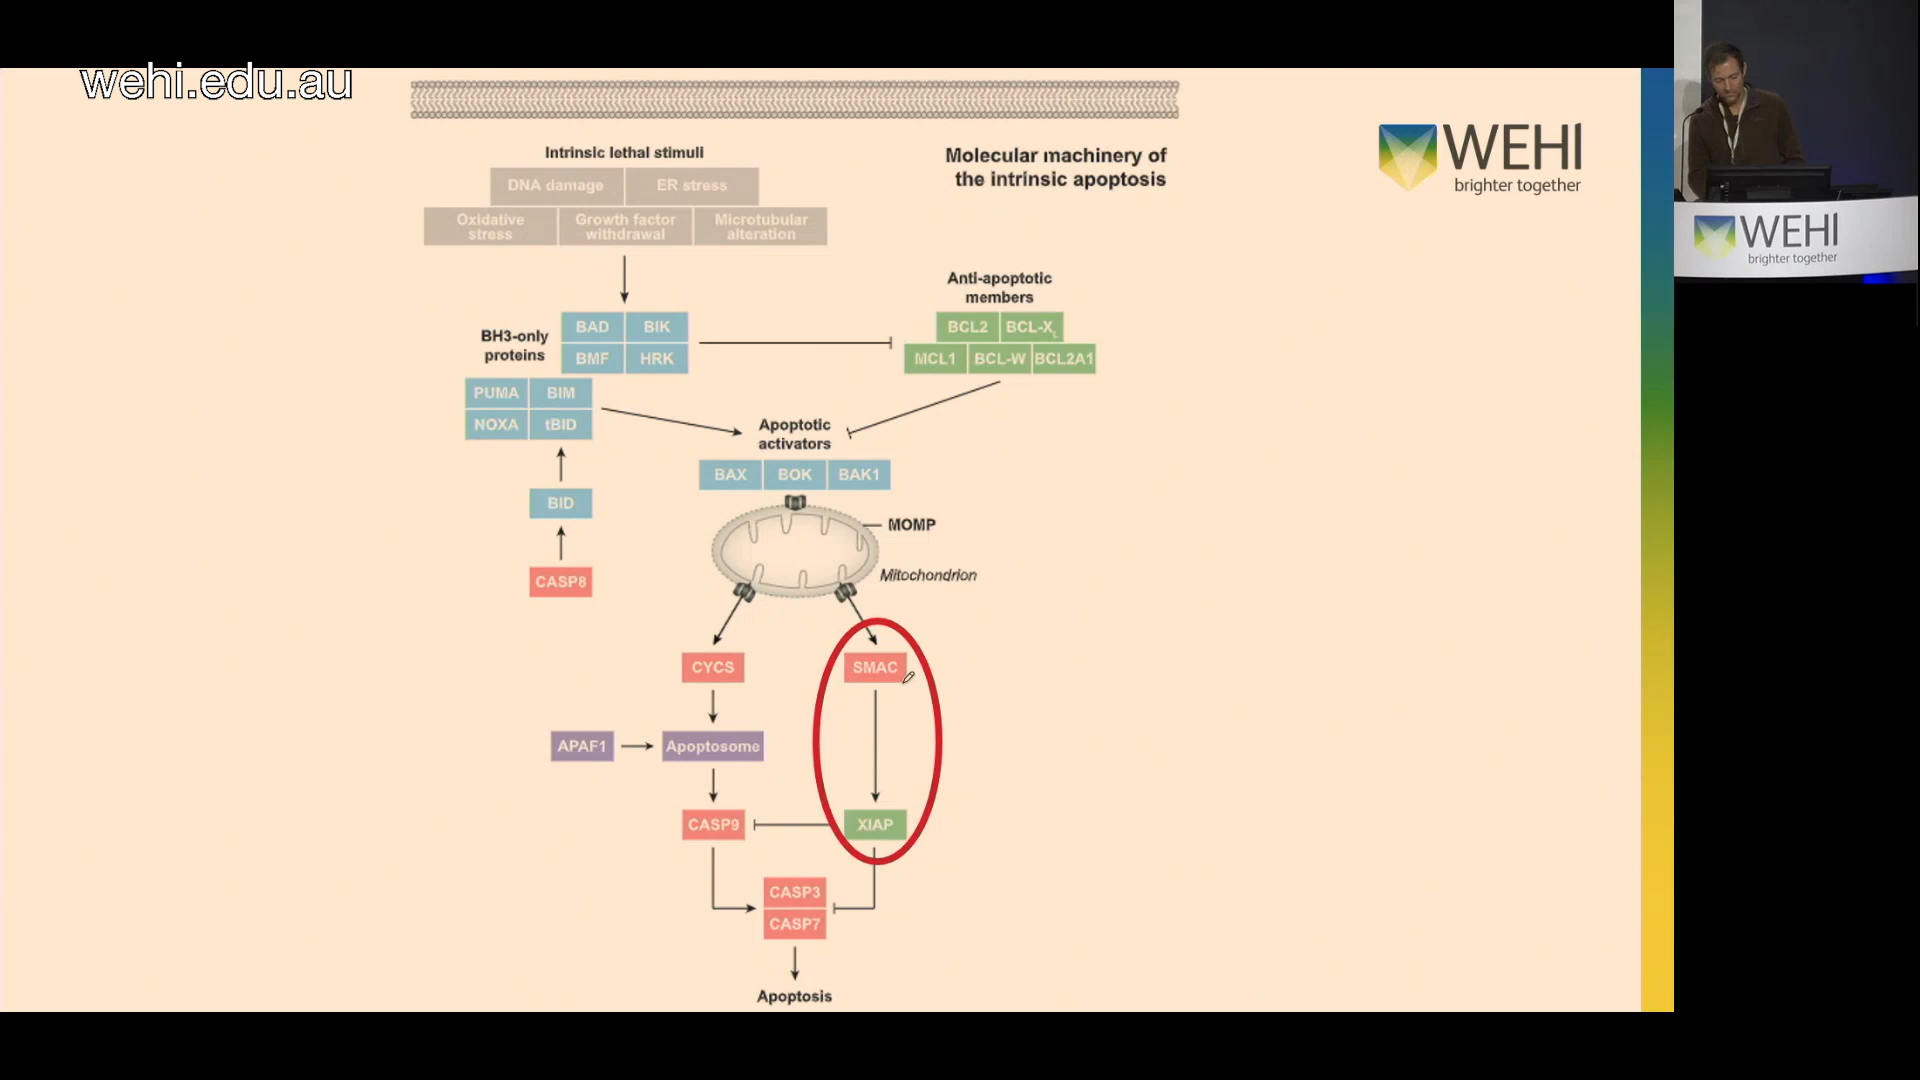 wehi.edu.au
Intrinsic lethal stimuli
DNA damage
ER stress
Oxidative
stress
Growth factor
withdrawal
Microtubular
alteration
Molecular machinery of
the intrinsic apoptosis
WEHI
brighter together
WEHI
brighter together
Anti-apoptotic
members
BCL2
BCL-XL
MCL1
BCL-W
BCL2A1
BH3-only
proteins
BAD
BIK
BMF
HRK
PUMA
BIM
NOXA
tBID
Apoptotic
activators
BAX
BOK
BAK1
BID
MOMP
Mitochondrion
CASP8
CYCS
SMAC
APAF1
Apoptosome
CASP9
XIAP
CASP3
CASP7
Apoptosis